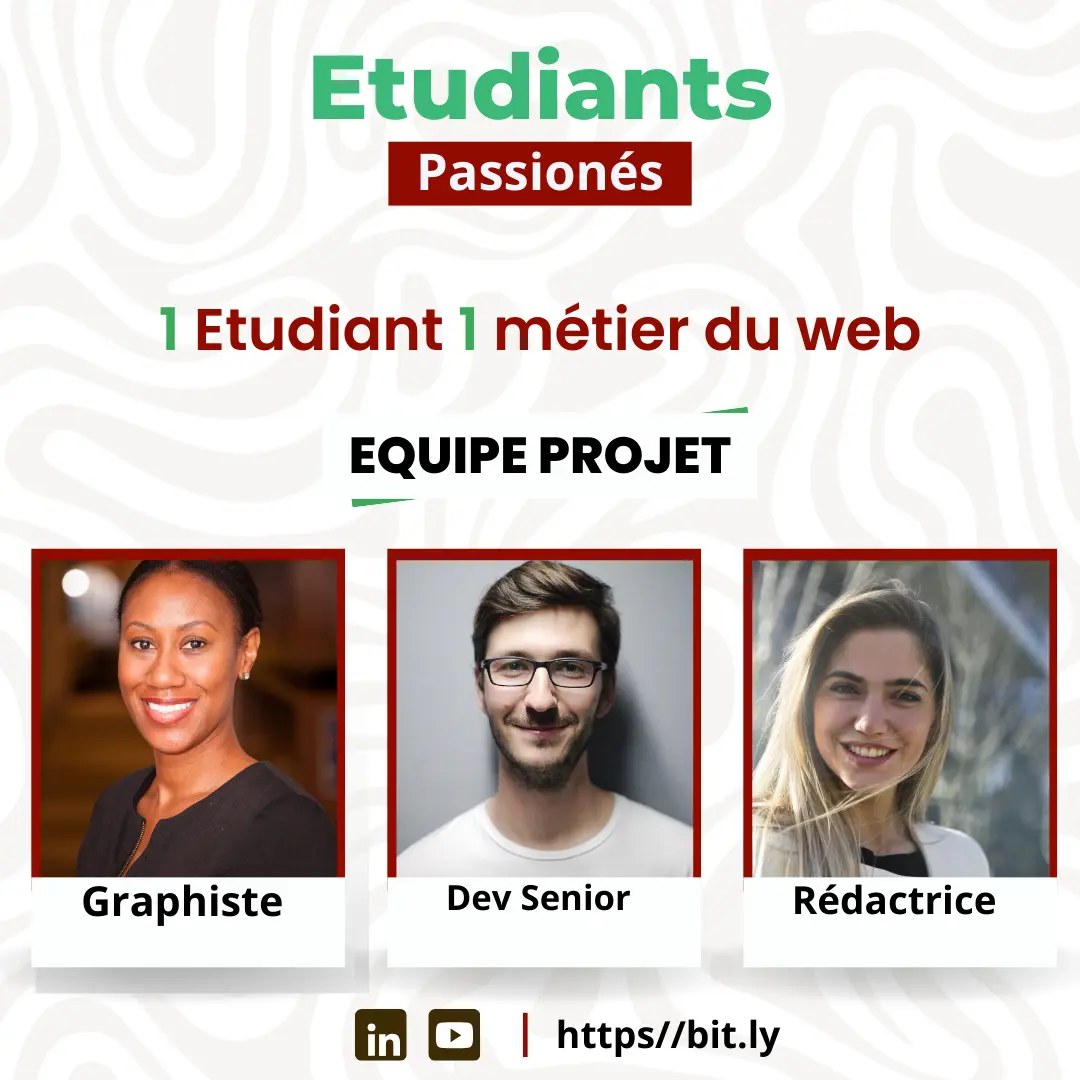 Etudiants
Passionés
1 Etudiant 1 métier du web
EQUIPE PROJET
Graphiste
Dev Senior
Rédactrice
in
https//bit.ly